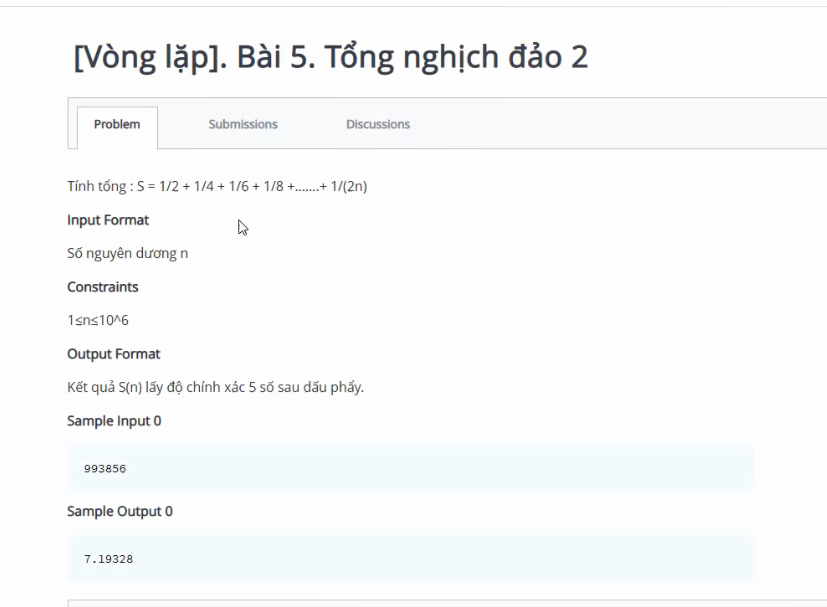 [Vòng lặp]. Bài 5. Tổng nghịch đảo 2
Problem Submissions Discussions
Tính tổng : S = 1/2 + 1/4 + 1/6 + 1/8 +.......+ 1/(2n)
Input Format
Số nguyên dương n
Constraints
1≤n≤10^6
Output Format
Kết quả S(n) lấy độ chính xác 5 số sau dấu phẩy.
Sample Input 0
993856
Sample Output 0
7.19328